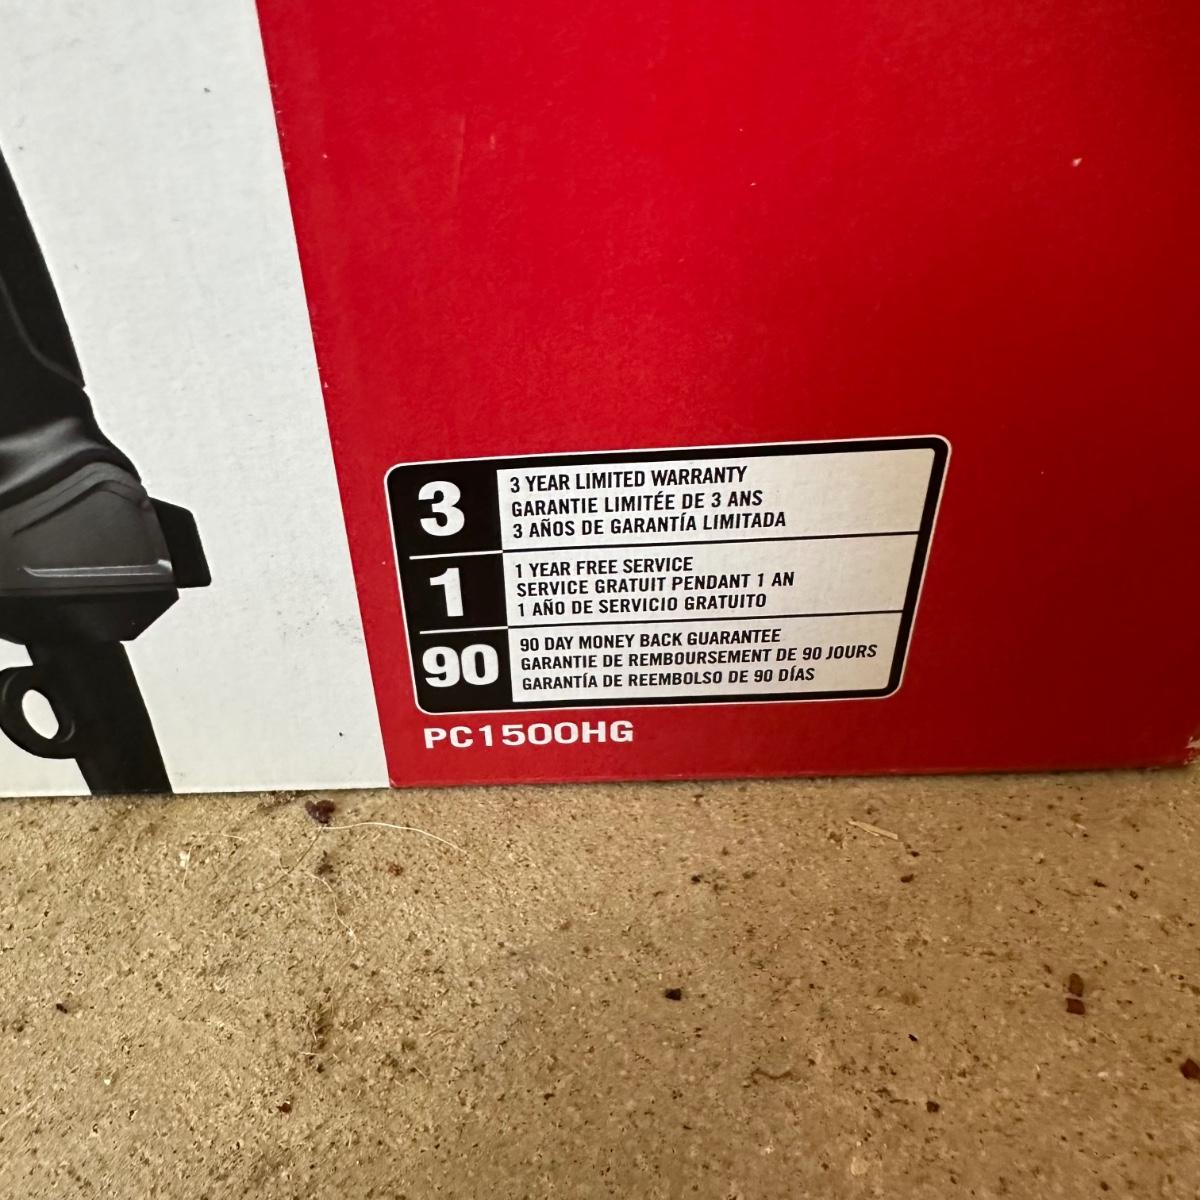 3
3 YEAR LIMITED WARRANTY
GARANTIE LIMITÉE DE 3 ANS
3 AÑOS DE GARANTÍA LIMITADA
1
1 YEAR FREE SERVICE
SERVICE GRATUIT PENDANT 1 AN
1 AÑO DE SERVICIO GRATUITO
90
90 DAY MONEY BACK GUARANTEE
GARANTIE DE REMBOURSEMENT DE 90 JOURS
GARANTÍA DE REEMBOLSO DE 90 DÍAS
PC1500HG